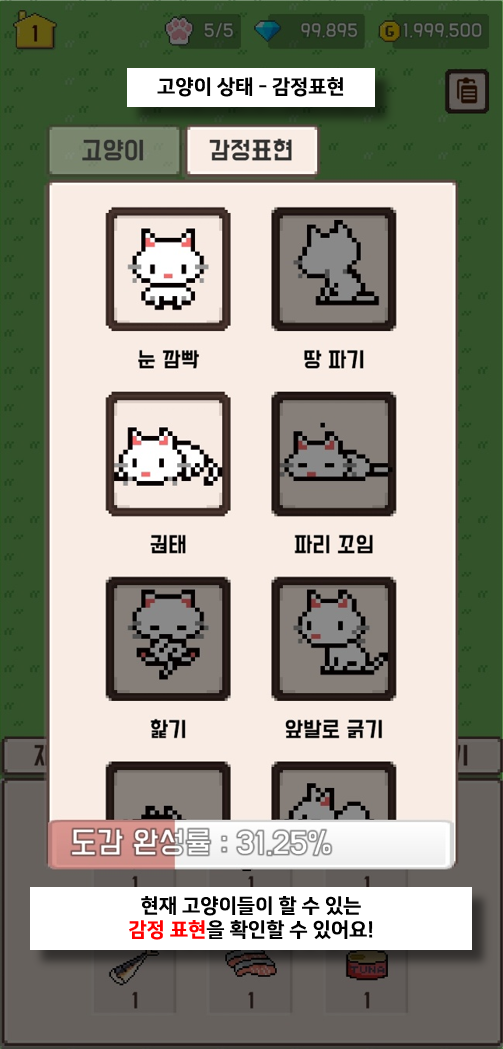 1
5/5
99.895
G 1.999.500
고양이 상태 - 감정표현
고양이
감정표현
눈 깜빡
땅 파기
권태
파리 꼬임
핥기
앞발로 긁기
도감 완성률 : 31.25%
1 1 1
현재 고양이들이 할 수 있는
감정 표현을 확인할 수 있어요!
TUNA
1 1 1